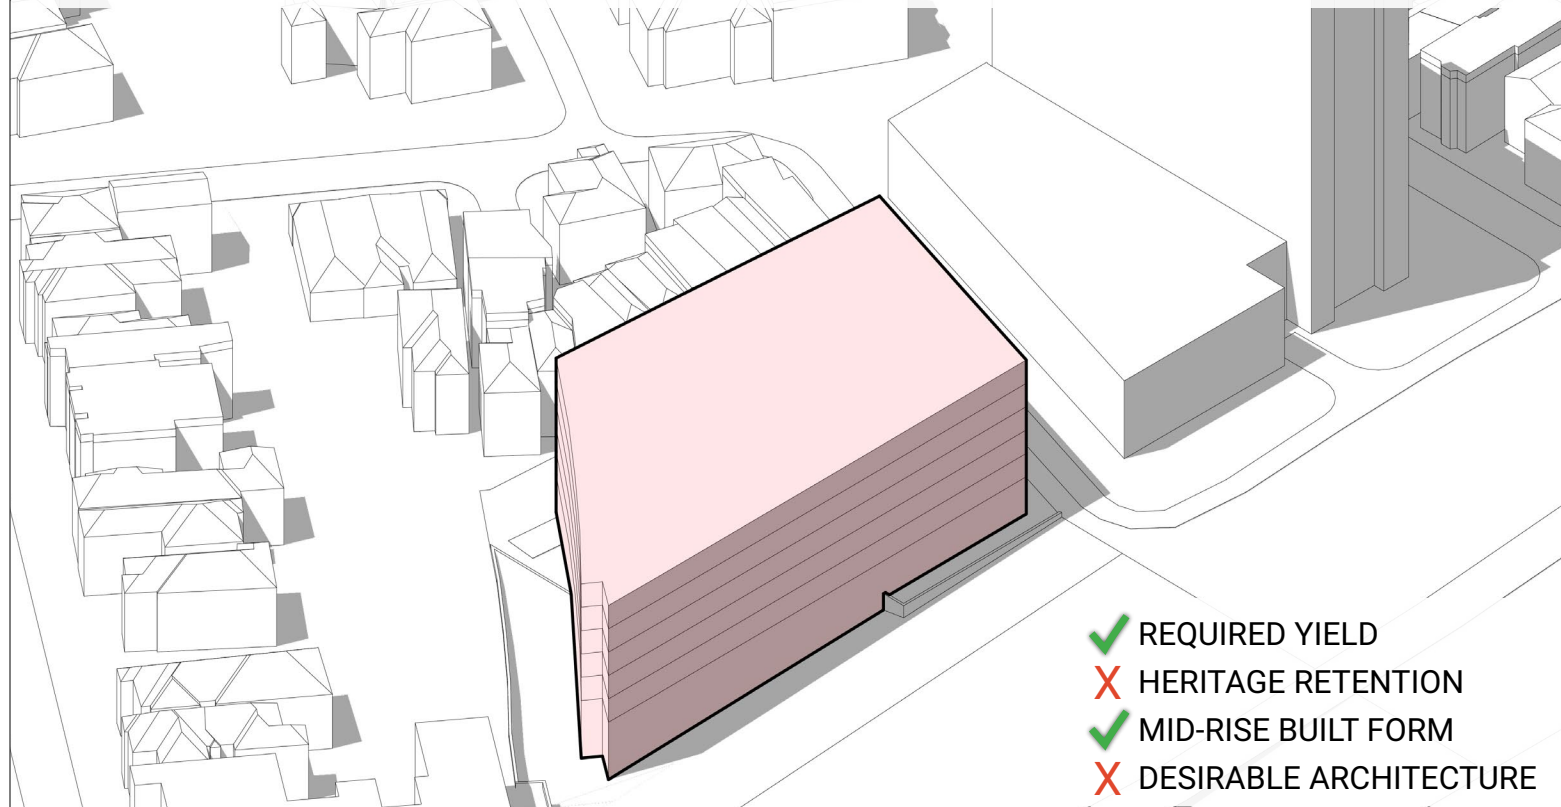 REQUIRED YIELD
X HERITAGE RETENTION
MID-RISE BUILT FORM
X DESIRABLE ARCHITECTURE